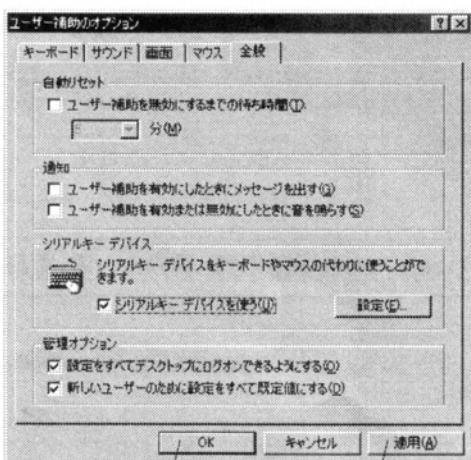 ユーザー補助のオプション
キーボード サウンド 画面 マウス 全般
自動リセット
ユーザー補助を無効にするまでの待ち時間(T):
分(M)
通知
ユーザー補助を有効にしたときにメッセージを出す(G)
ユーザー補助を有効または無効にしたときに音を鳴らす(S)
シリアルキー デバイス
シリアルキー デバイスをキーボードやマウスの代わりに使うことがで
きます。
シリアルキー デバイスを使う(U):
設定(E)...
管理オプション
設定をすべてデスクトップにログオンできるようにする(O)
新しいユーザーのために設定をすべて既定値にする(D)
OK キャンセル 適用(A)